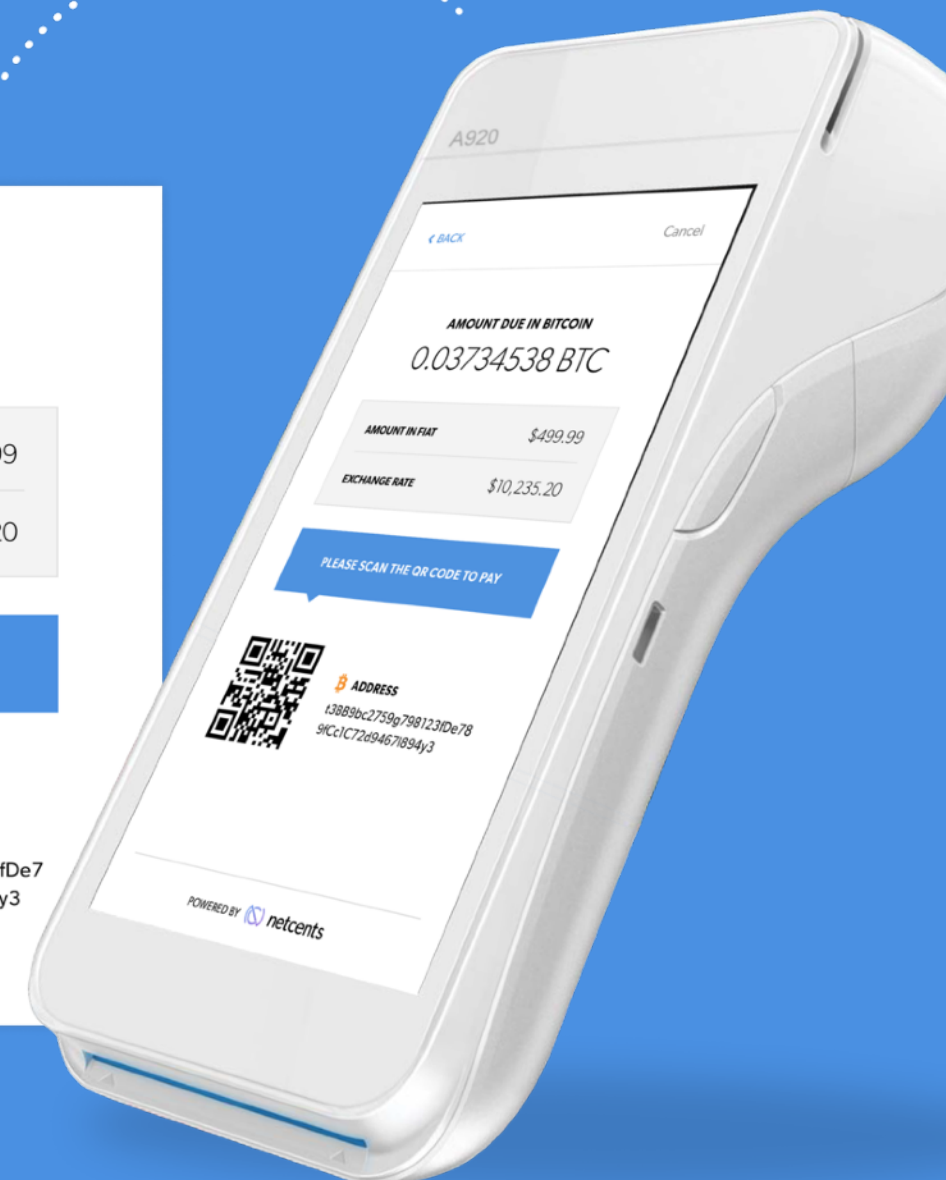 A920
< BACK Cancel
AMOUNT DUE IN BITCOIN
0.03734538 BTC
AMOUNT IN FIAT $499.99
EXCHANGE RATE $10,235.20
PLEASE SCAN THE QR CODE TO PAY
ADDRESS
t3BB9bc2759g798123fDe78
9fCc1C72d94671894y3
POWERED BY netcents
99
20
fDe7
y3